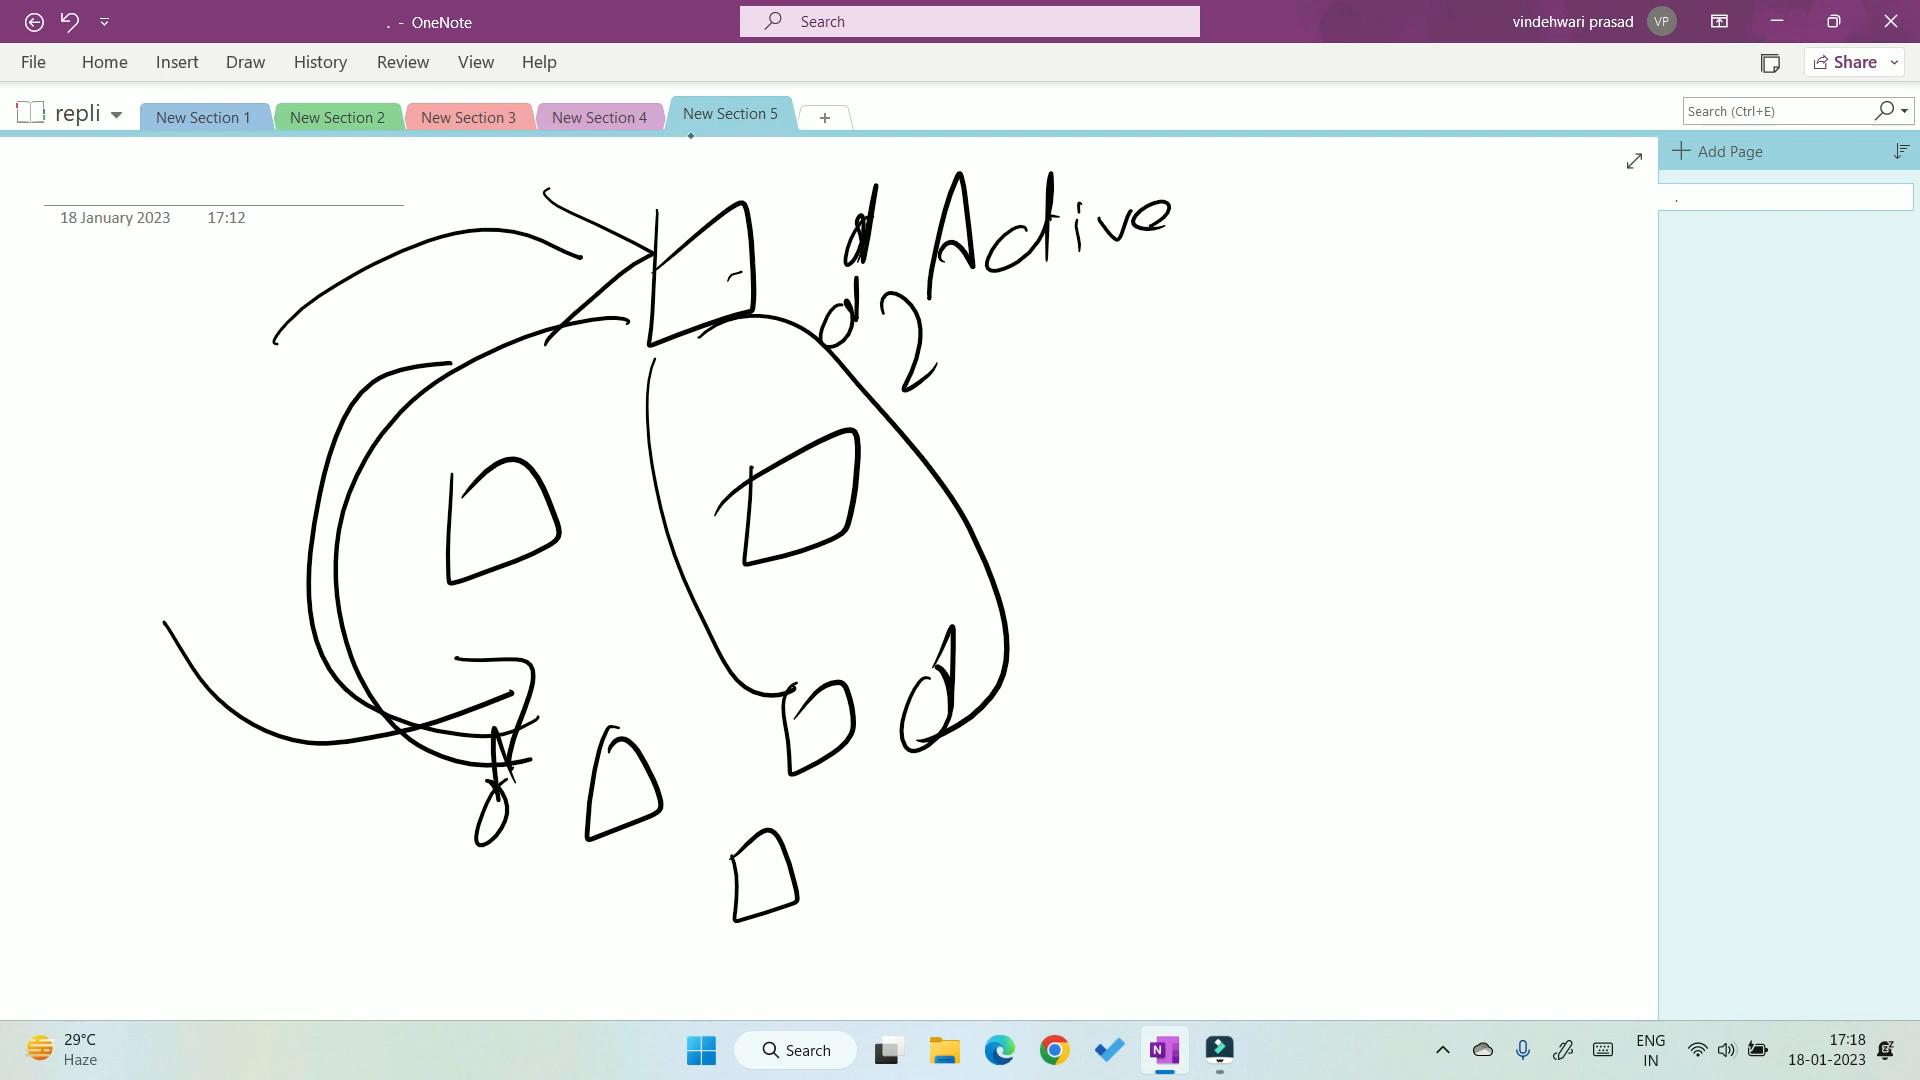 . - OneNote
Search
vindehwari prasad
VP
File Home Insert Draw History Review View Help
Share
repli
New Section 1
New Section 2
New Section 3
New Section 4
New Section 5
Search (Ctrl+E)
Add Page
.
18 January 2023 17:12
d Active
d2
d
29°C
Haze
Search
ENG
IN
17:18
18-01-2023